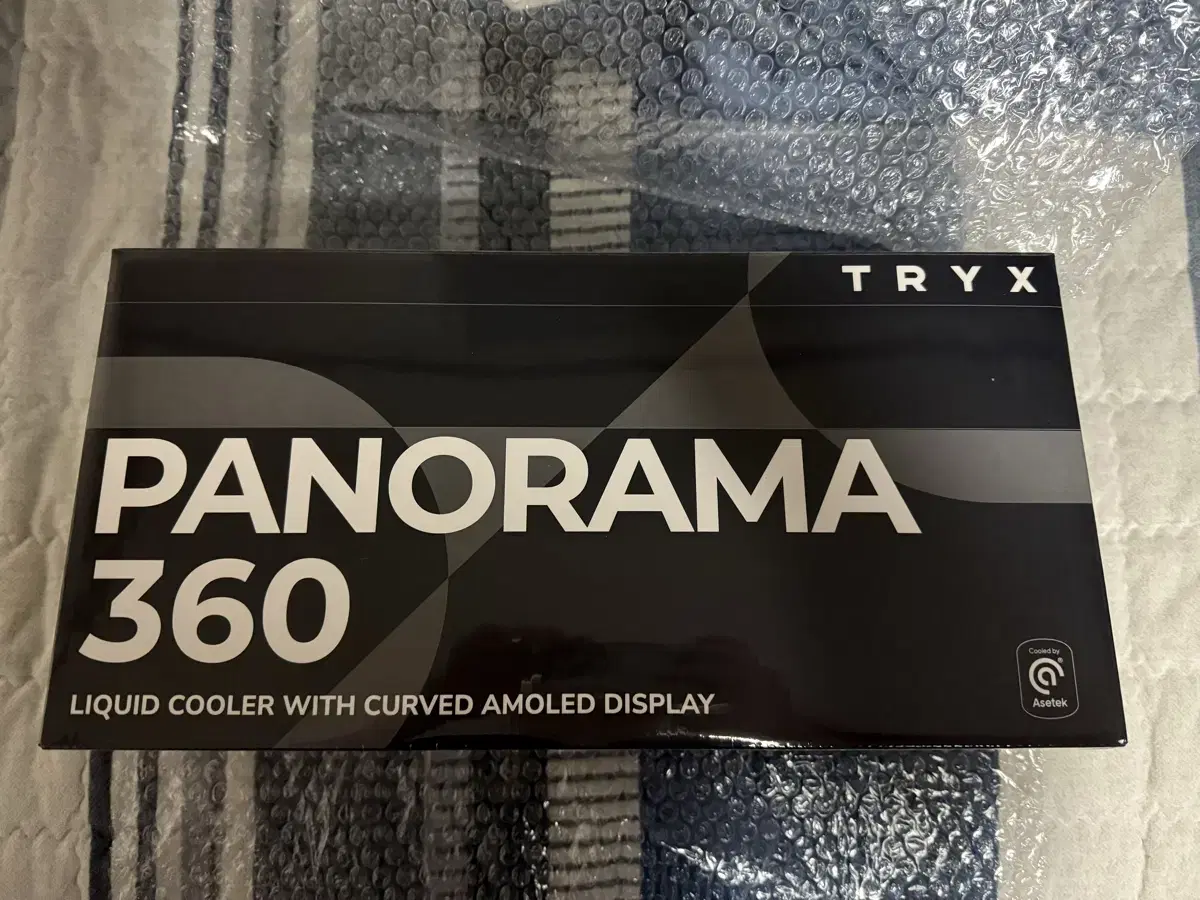 TRYX
PANORAMA
360
LIQUID COOLER WITH CURVED AMOLED DISPLAY
Cooled by
®
Asetek